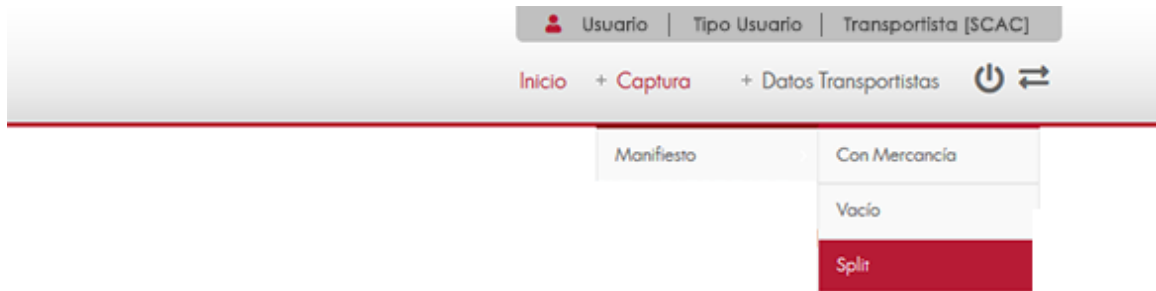 Usuario | Tipo Usuario | Transportista [SCAC]
Inicio + Captura + Datos Transportistas
Manifiesto Con Mercancía
Vacío
Split